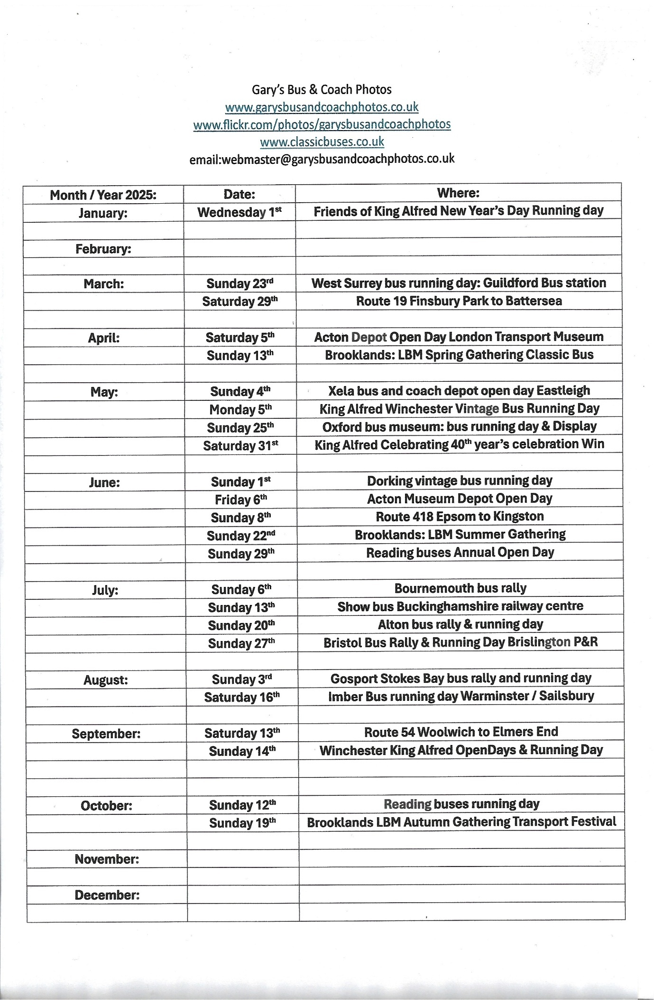 Gary's Bus & Coach Photos
www.garysbusandcoachphotos.co.uk
www.flickr.com/photos/garysbusandcoachphotos
www.classicbuses.co.uk
email:webmaster@garysbusandcoachphotos.co.uk
Month / Year 2025: Date: Where:
January: Wednesday 1st Friends of King Alfred New Year's Day Running day
February:
March: Sunday 23rd West Surrey bus running day: Guildford Bus station
Saturday 29th Route 19 Finsbury Park to Battersea
April: Saturday 5th Acton Depot Open Day London Transport Museum
Sunday 13th Brooklands: LBM Spring Gathering Classic Bus
May: Sunday 4th Xela bus and coach depot open day Eastleigh
Monday 5th King Alfred Winchester Vintage Bus Running Day
Sunday 25th Oxford bus museum: bus running day & Display
Saturday 31st King Alfred Celebrating 40th year's celebration Win
June: Sunday 1st Dorking vintage bus running day
Friday 6th Acton Museum Depot Open Day
Sunday 8th Route 418 Epsom to Kingston
Sunday 22nd Brooklands: LBM Summer Gathering
Sunday 29th Reading buses Annual Open Day
July: Sunday 6th Bournemouth bus rally
Sunday 13th Show bus Buckinghamshire railway centre
Sunday 20th Alton bus rally & running day
Sunday 27th Bristol Bus Rally & Running Day Brislington P&R
August: Sunday 3rd Gosport Stokes Bay bus rally and running day
Saturday 16th Imber Bus running day Warminster / Sailsbury
September: Saturday 13th Route 54 Woolwich to Elmers End
Sunday 14th Winchester King Alfred OpenDays & Running Day
October: Sunday 12th Reading buses running day
Sunday 19th Brooklands LBM Autumn Gathering Transport Festival
November:
December: